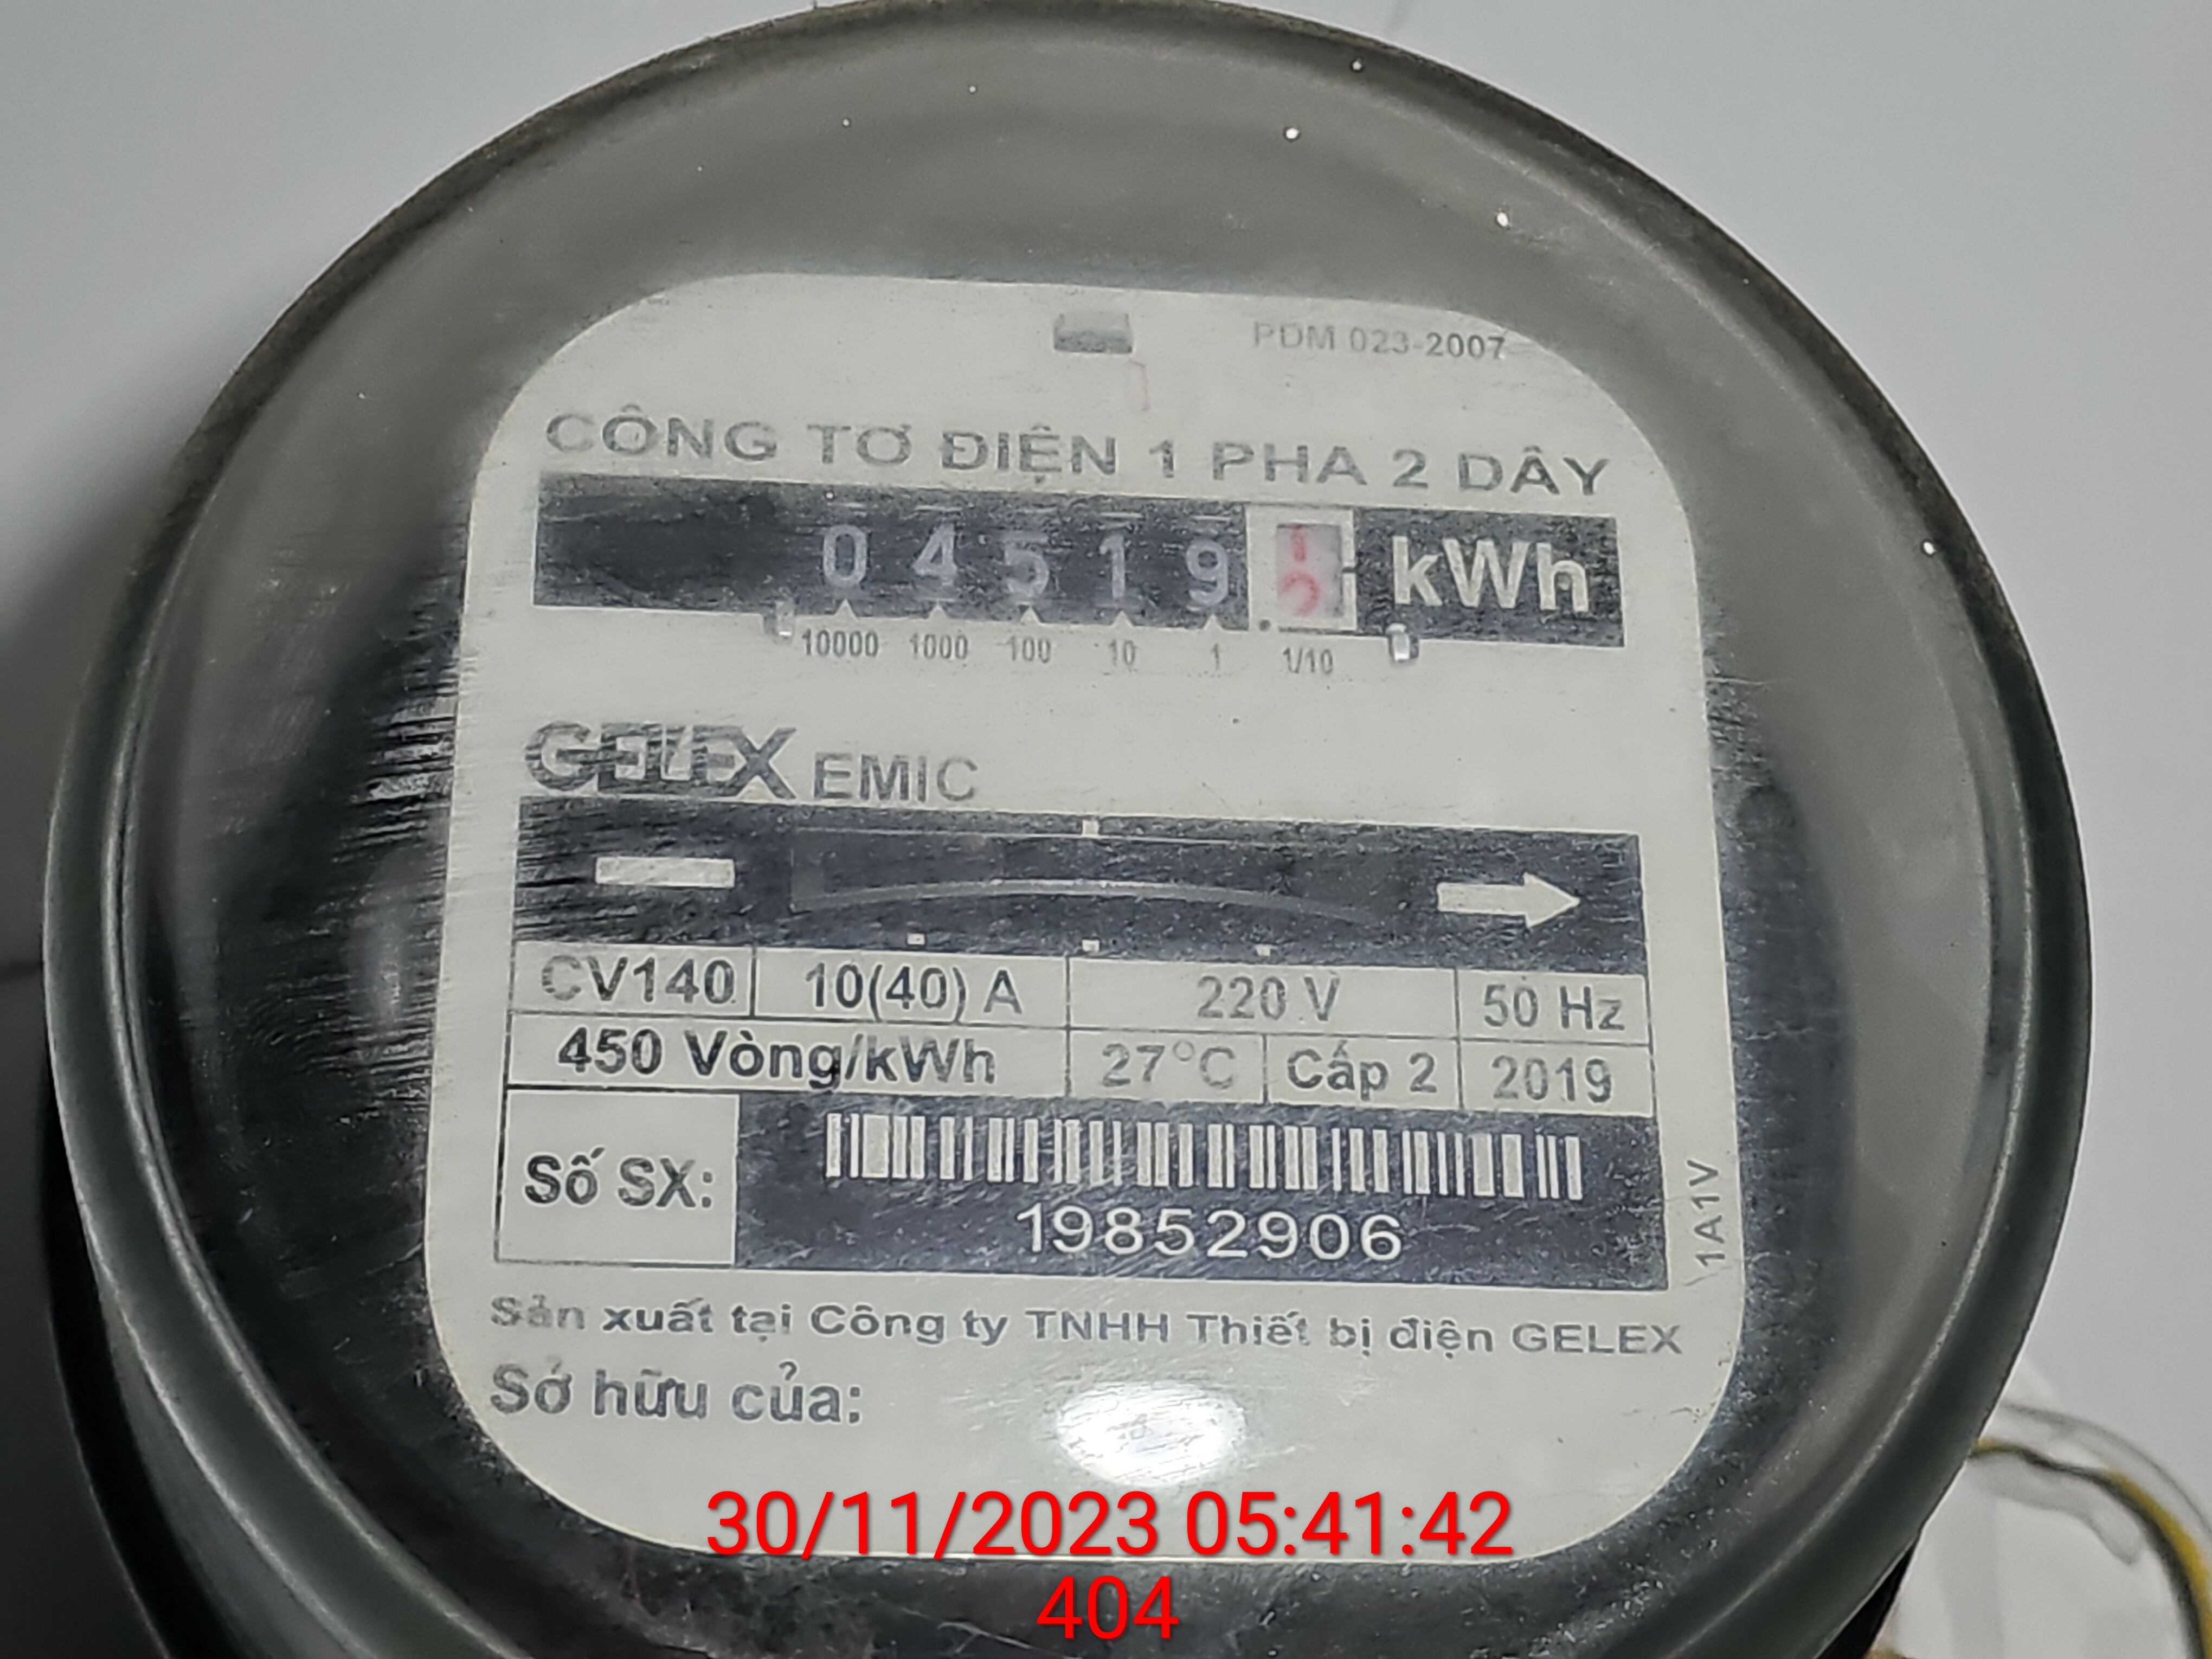 PDM 023-2007
CÔNG TƠ ĐIỆN 1 PHA 2 DÂY
0 4 5 1 9 kWh
10000 1000 100 10 1 1/10
GELEX EMIC
CV140 10(40) A 220 V 50 Hz
450 Vòng/kWh 27°C Cấp 2 2019
Số SX: 19852906
1A1V
Sản xuất tại Công ty TNHH Thiết bị điện GELEX
Sở hữu của:
30/11/2023 05:41:42
404